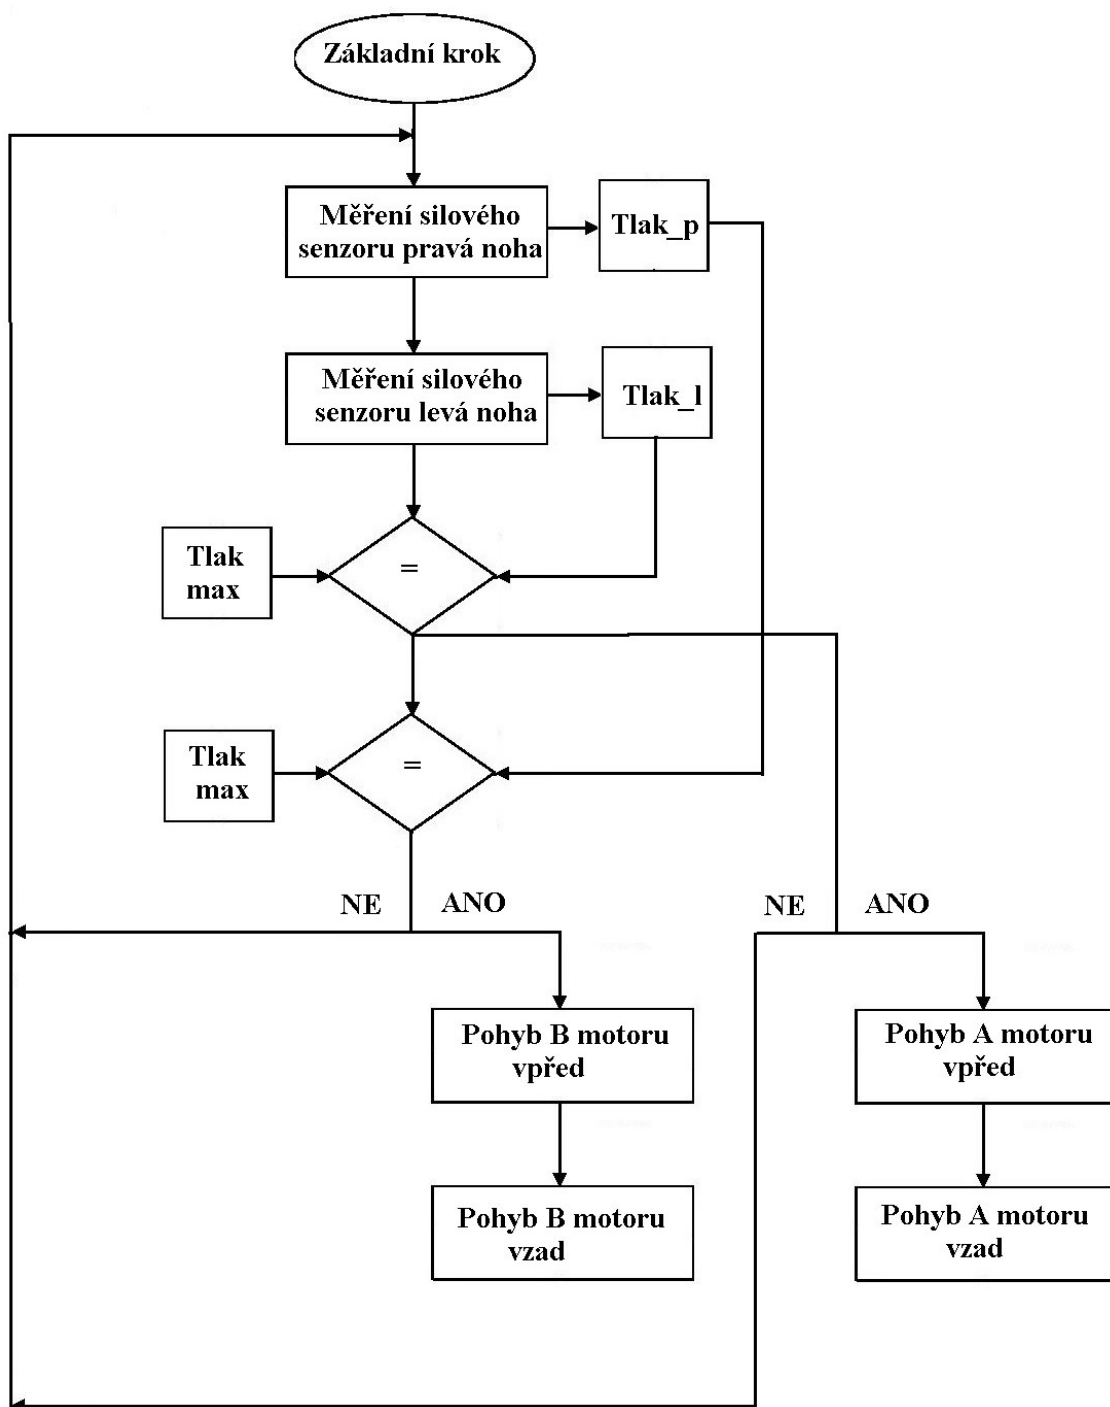 Základní krok
Měření silového
senzoru pravá noha
Tlak_p
Měření silového
senzoru levá noha
Tlak_l
Tlak
max
=
Tlak
max
=
NE
ANO
NE
ANO
Pohyb B motoru
vpřed
Pohyb A motoru
vpřed
Pohyb B motoru
vzad
Pohyb A motoru
vzad